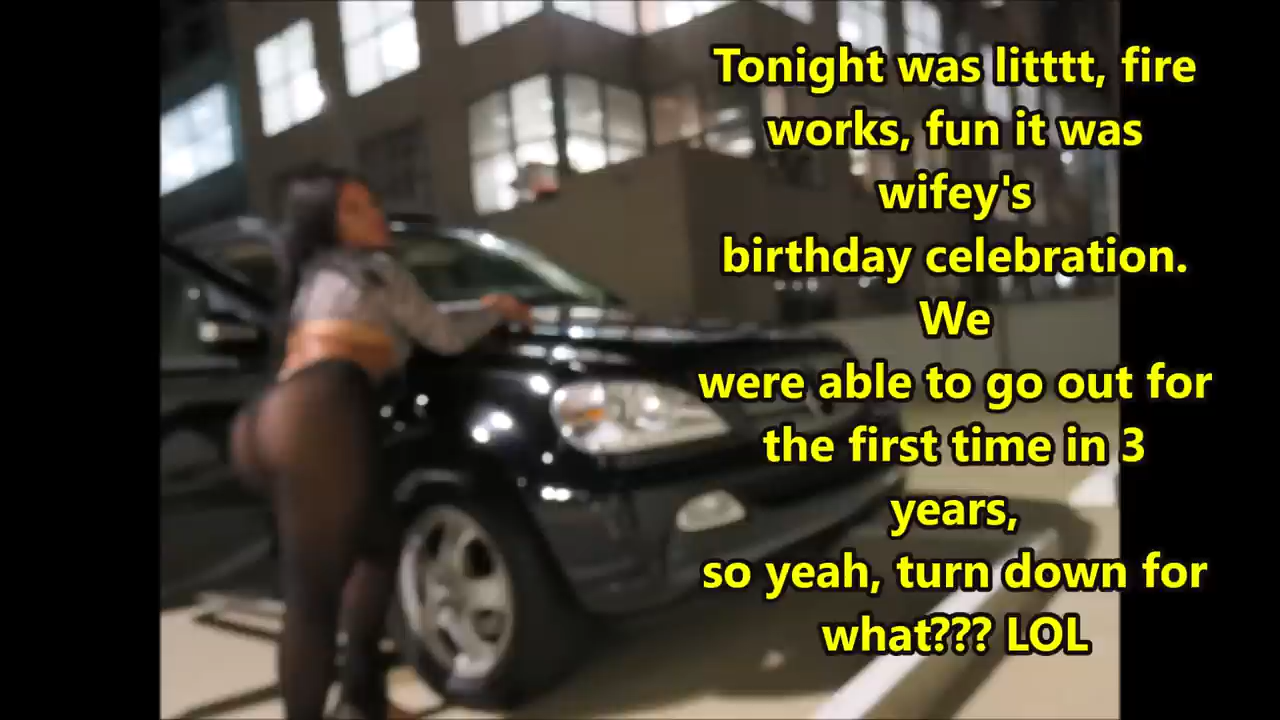 Tonight was litttt, fire
works, fun it was
wifey's
birthday celebration.
We
were able to go out for
the first time in 3
years,
so yeah, turn down for
what??? LOL